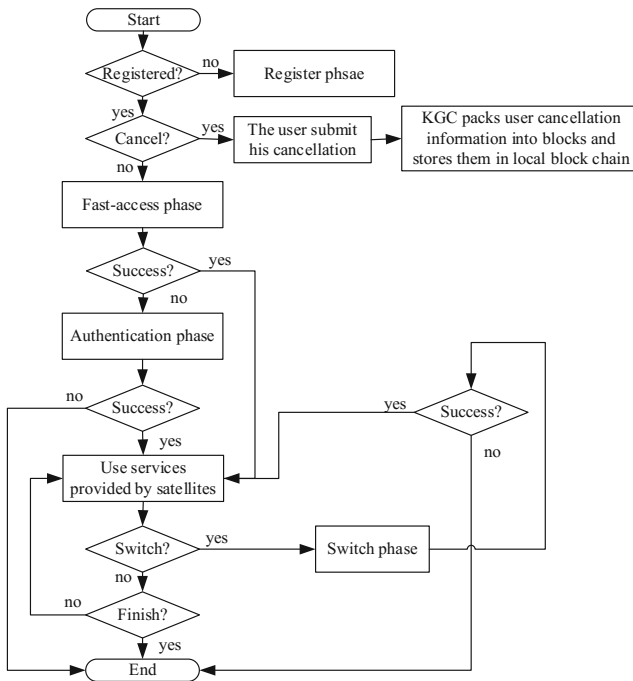 Start
Registered?
no
Register phsae
yes
Cancel?
yes
The user submit
his cancellation
KGC packs user cancellation
information into blocks and
stores them in local block chain
no
Fast-access phase
Success?
yes
no
Authentication phase
no
Success?
yes
yes
Success?
no
Use services
provided by satellites
Switch?
yes
Switch phase
no
no
Finish?
yes
End